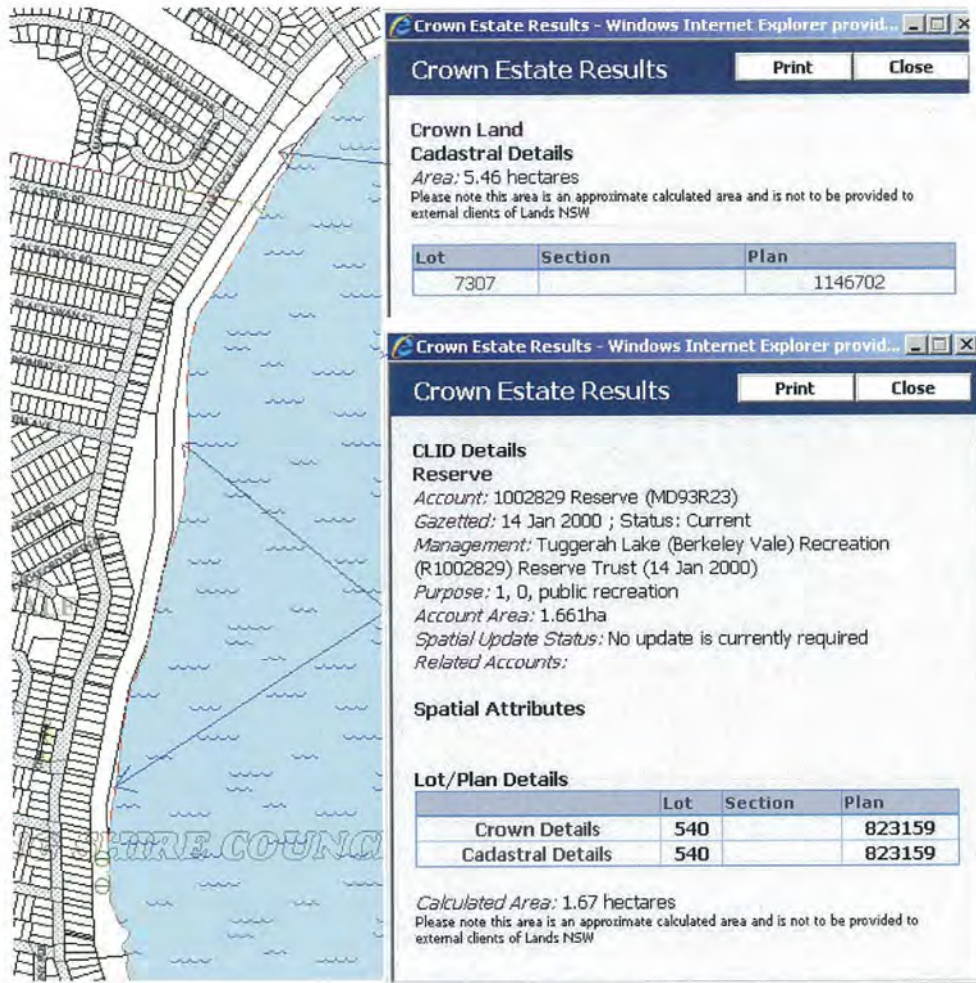 Crown Estate Results - Windows Internet Explorer provid...
Crown Estate Results
Print
Close
Crown Land
Cadastral Details
Area: 5.46 hectares
Please note this area is an approximate calculated area and is not to be provided to
external clients of Lands NSW
Lot Section Plan
7307 1146702
Crown Estate Results - Windows Internet Explorer provid...
Crown Estate Results
Print
Close
CLID Details
Reserve
Account: 1002829 Reserve (MD93R23)
Gazetted: 14 Jan 2000 ; Status: Current
Management: Tuggerah Lake (Berkeley Vale) Recreation
(R1002829) Reserve Trust (14 Jan 2000)
Purpose: 1, 0, public recreation
Account Area: 1.661ha
Spatial Update Status: No update is currently required
Related Accounts:
Spatial Attributes
Lot/Plan Details
Lot Section Plan
Crown Details 540 823159
Cadastral Details 540 823159
Calculated Area: 1.67 hectares
Please note this area is an approximate calculated area and is not to be provided to
external clients of Lands NSW
PLATYPUS RD
SHIRE COUNC